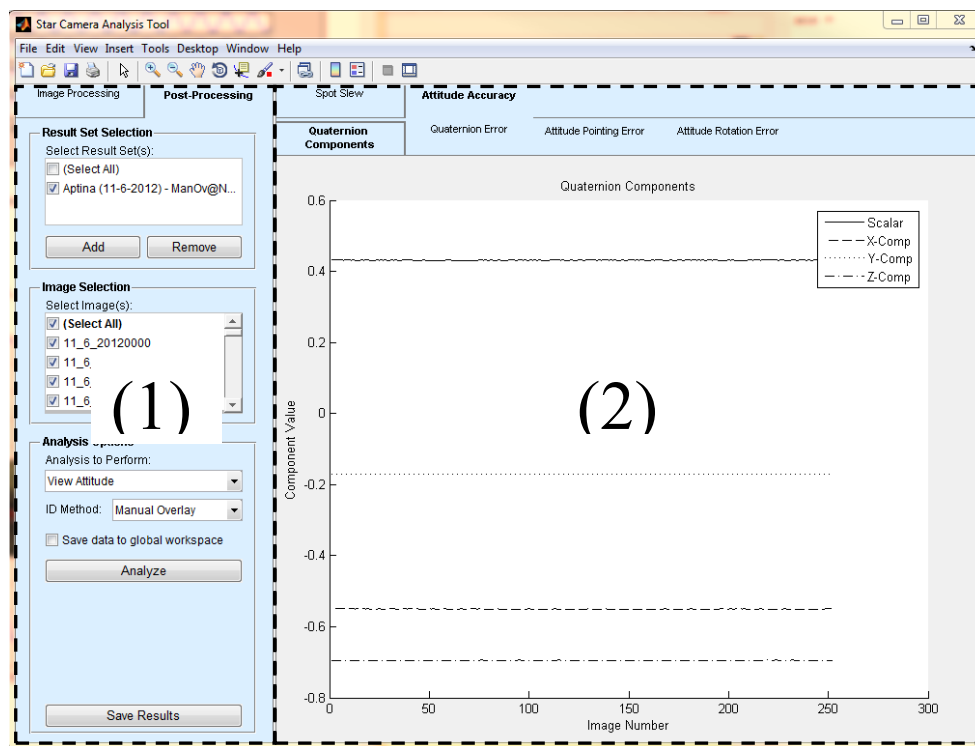 Star Camera Analysis Tool
File Edit View Insert Tools Desktop Window Help
Image Processing
Post-Processing
Result Set Selection
Select Result Set(s):
(Select All)
Aptina (11-6-2012) - ManOv@N...
Add
Remove
Image Selection
Select Image(s):
(Select All)
11_6_20120000
11_6_
11_6_
11_6_
(1)
Analysis Options
Analysis to Perform:
View Attitude
ID Method: Manual Overlay
Save data to global workspace
Analyze
Save Results
Spot Slew
Attitude Accuracy
Quaternion
Components
Quaternion Error
Attitude Pointing Error
Attitude Rotation Error
Quaternion Components
Scalar
X-Comp
Y-Comp
Z-Comp
(2)
Component Value
0.6
0.4
0.2
0
-0.2
-0.4
-0.6
-0.8
0 50 100 150 200 250 300
Image Number